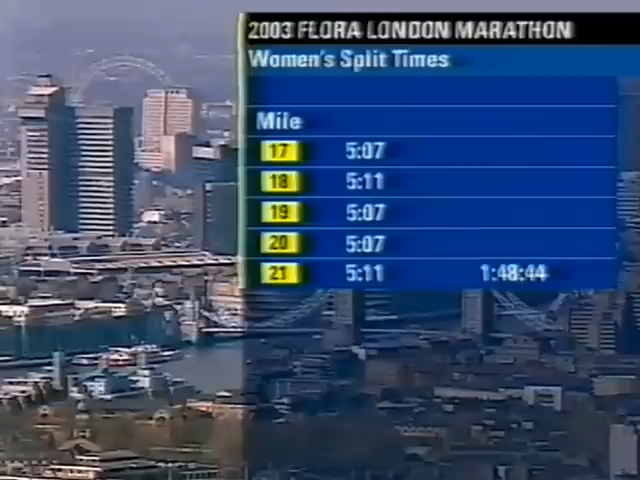 2003 FLORA LONDON MARATHON
Women's Split Times
Mile
17 5:07
18 5:11
19 5:07
20 5:07
21 5:11 1:48:44